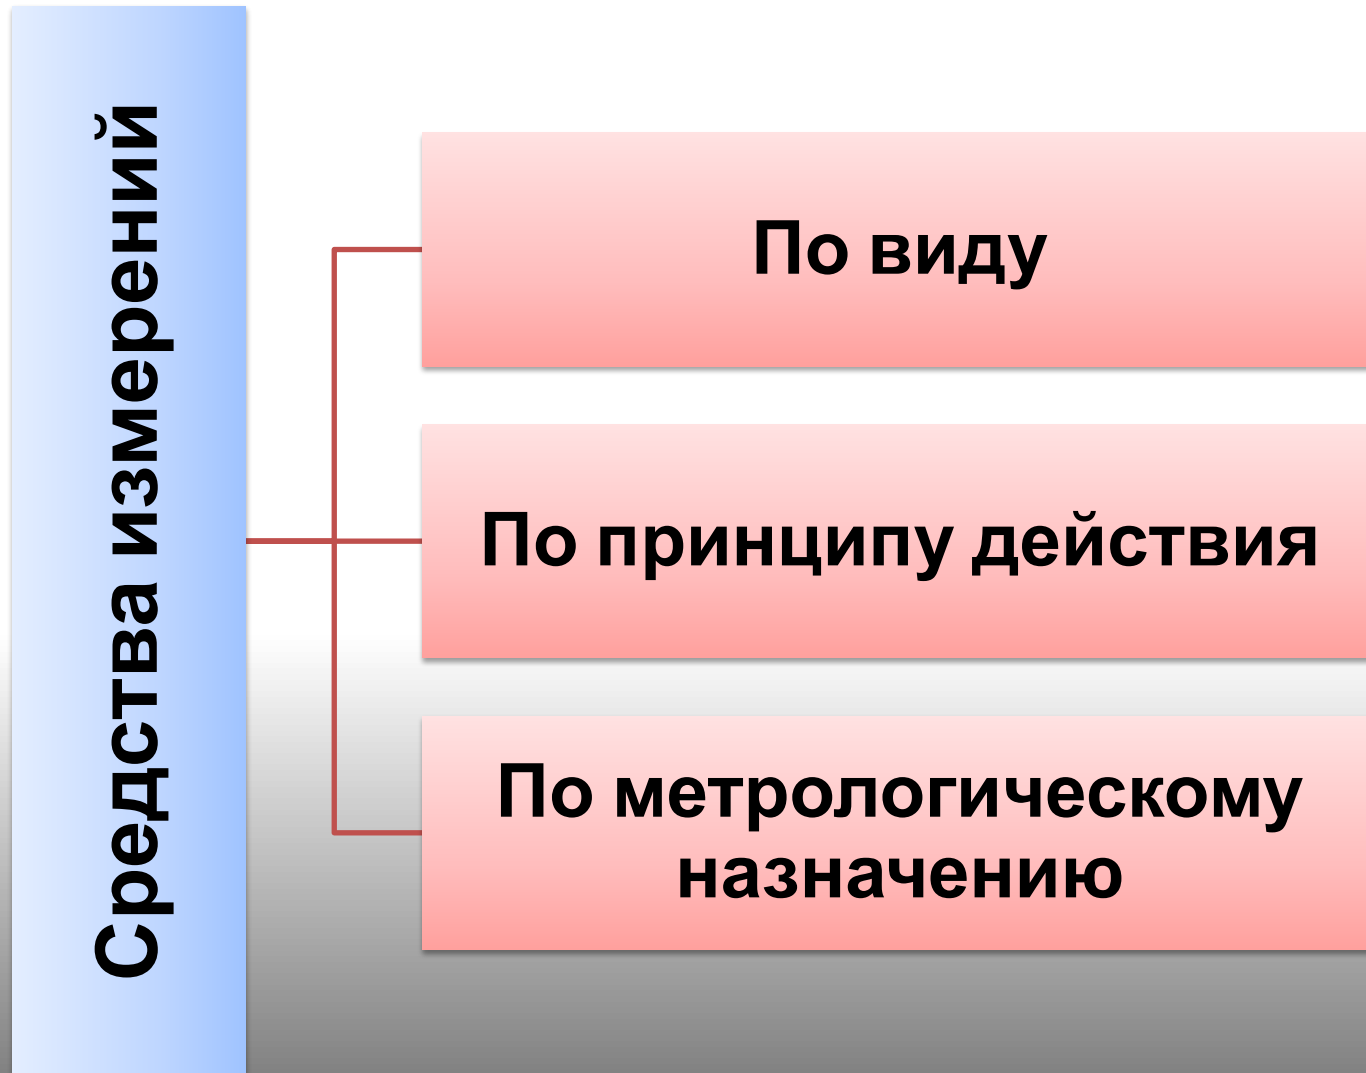 Средства измерений
По виду
По принципу действия
По метрологическому
назначению